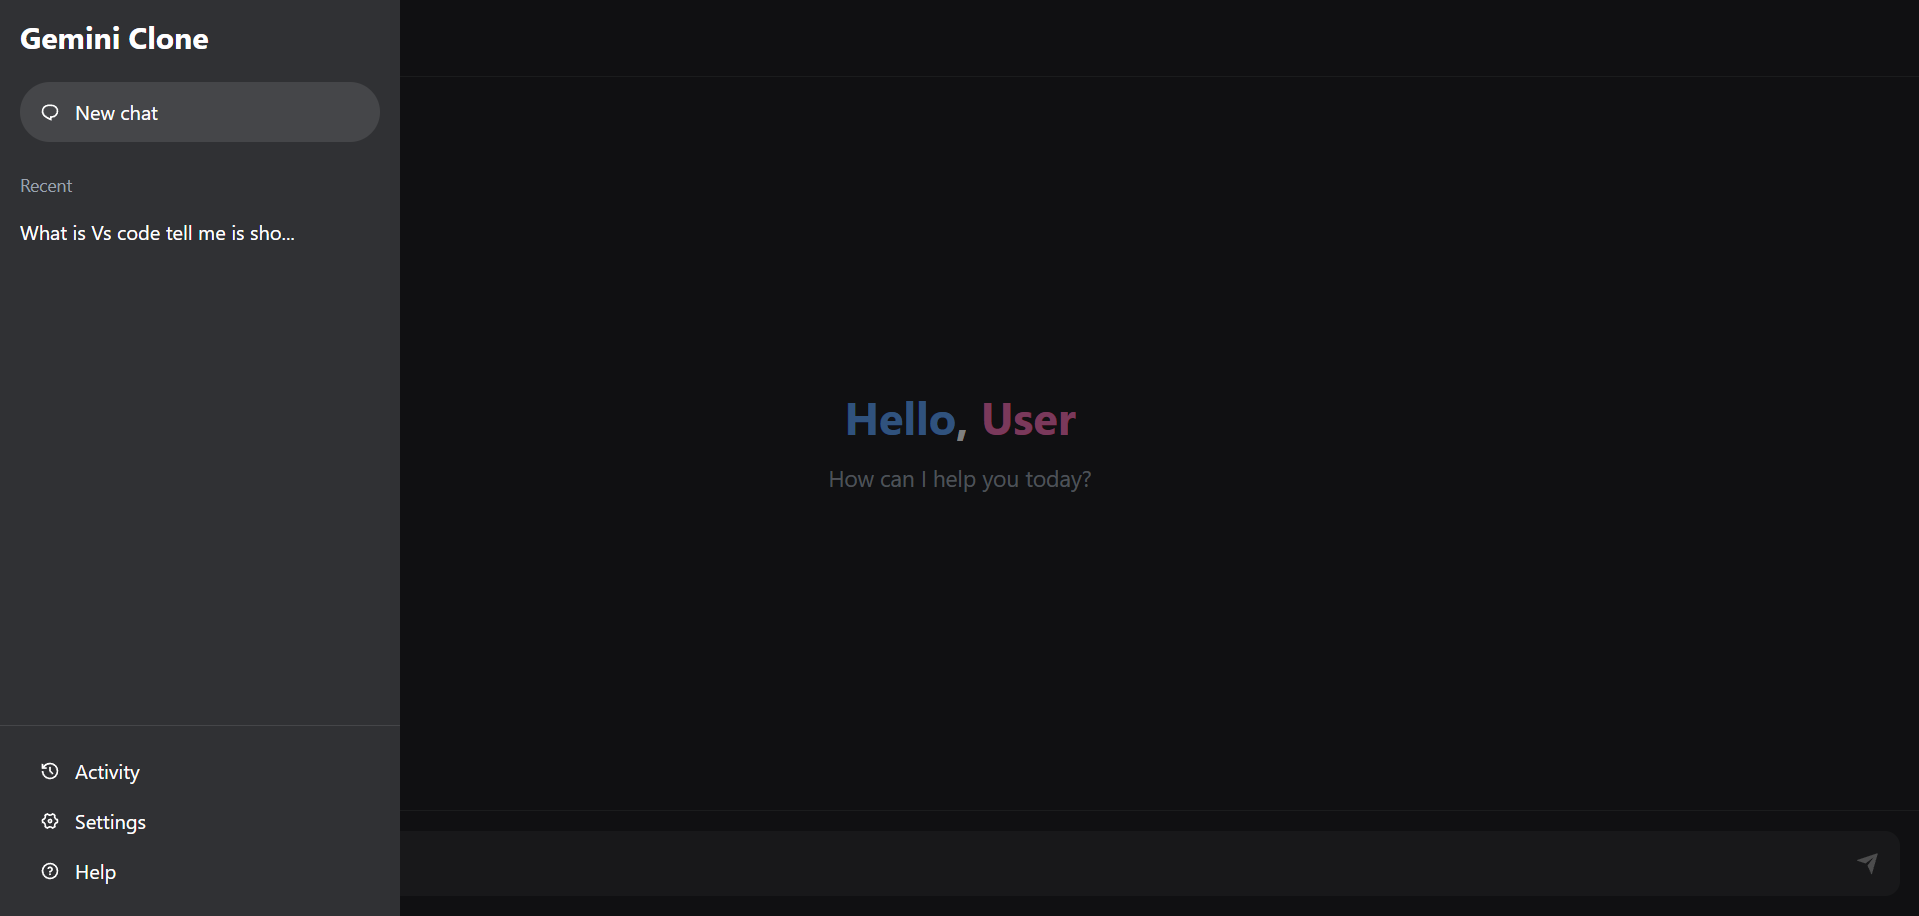 Gemini Clone
New chat
Recent
What is Vs code tell me is sho...
Hello, User
How can I help you today?
Activity
Settings
Help